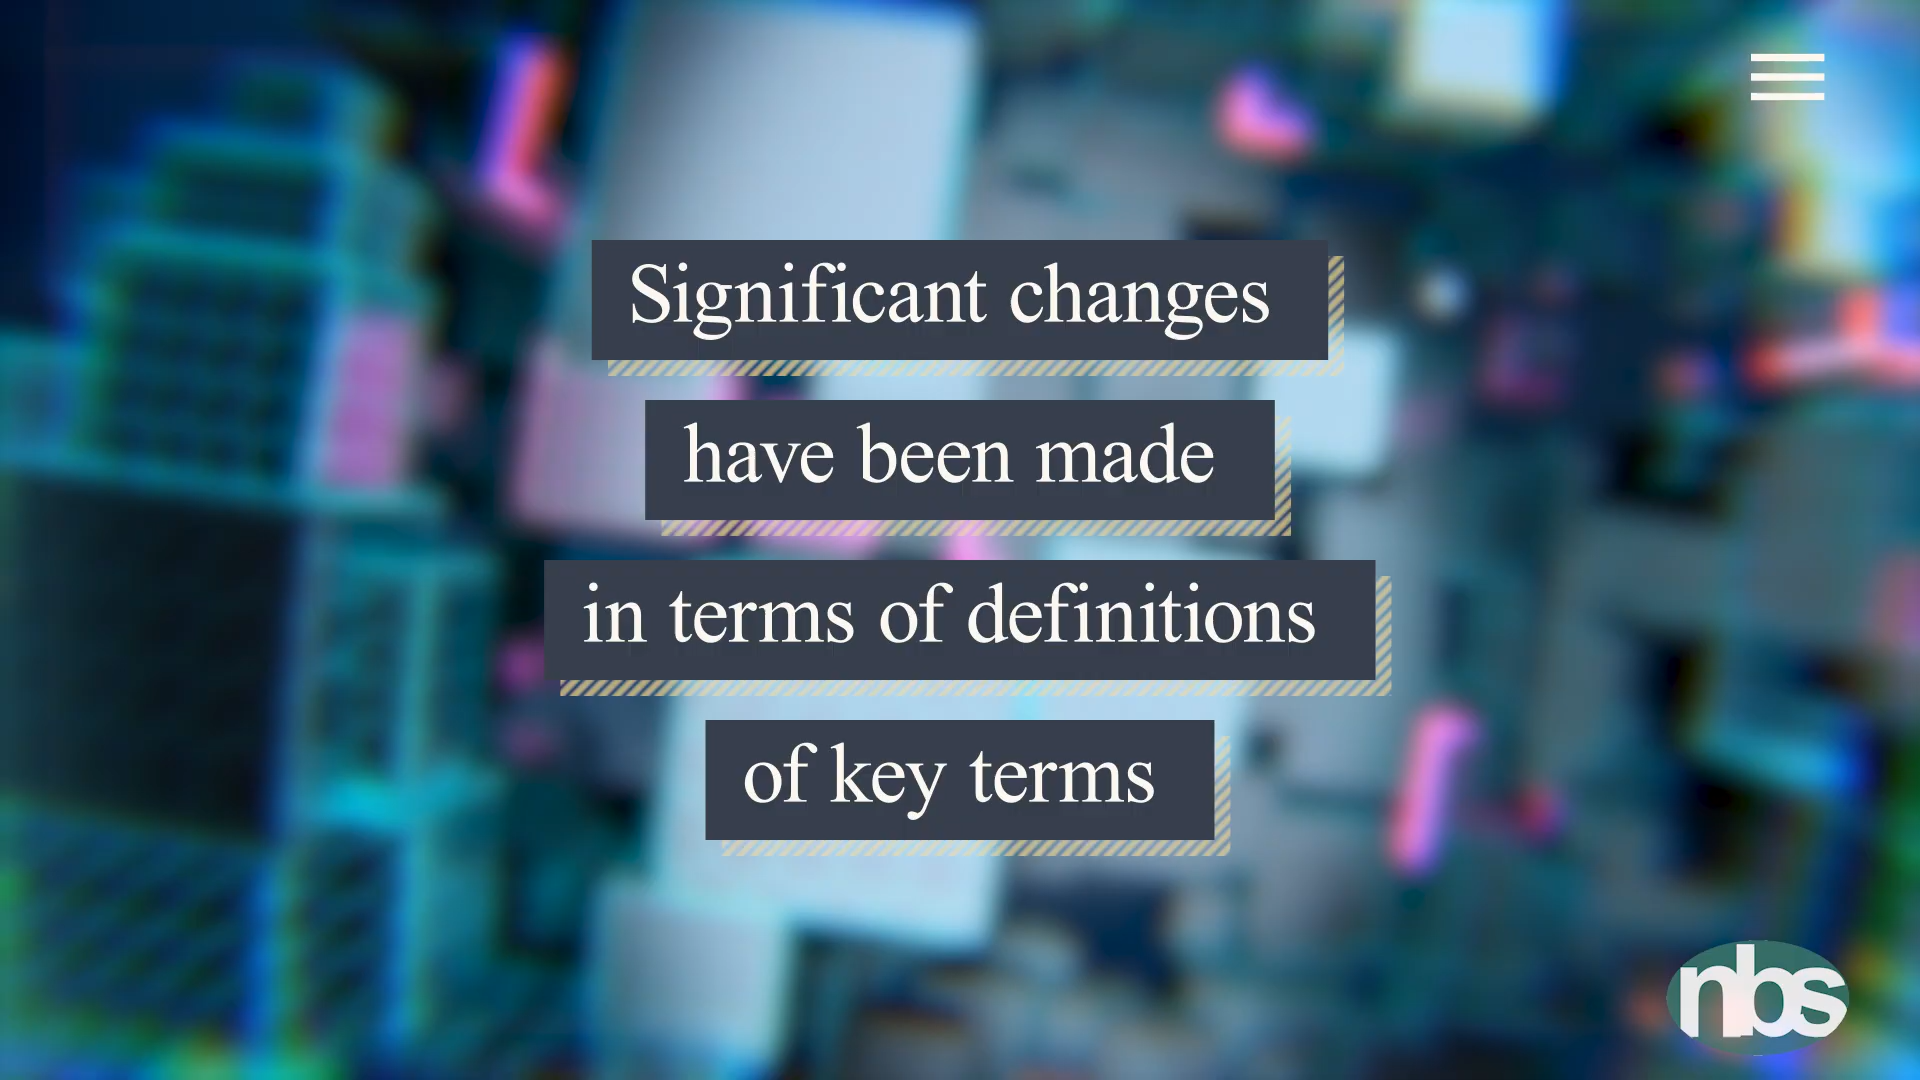 Significant changes
have been made
in terms of definitions
of key terms
nbs